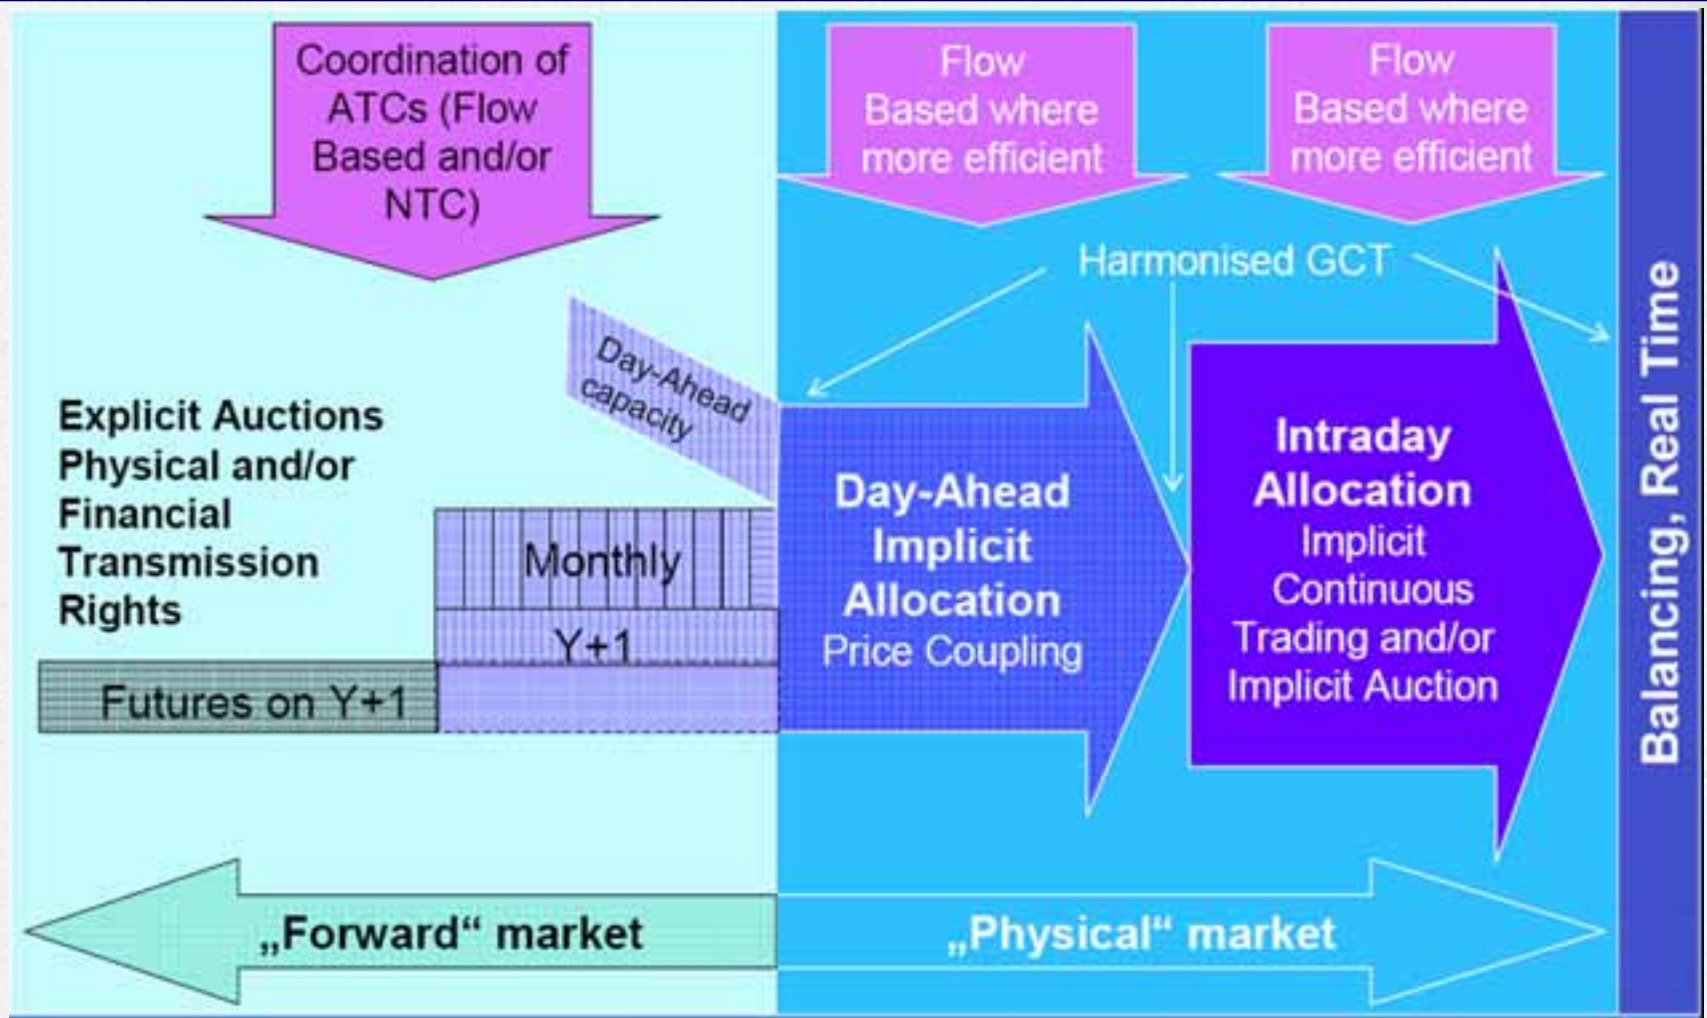 Coordination of
ATCs (Flow
Based and/or
NTC)
Flow
Based where
more efficient
Flow
Based where
more efficient
Harmonised GCT
Day-Ahead
capacity
Explicit Auctions
Physical and/or
Financial
Transmission
Rights
Monthly
Y+1
Futures on Y+1
Day-Ahead
Implicit
Allocation
Price Coupling
Intraday
Allocation
Implicit
Continuous
Trading and/or
Implicit Auction
Balancing, Real Time
„Forward“ market
„Physical“ market